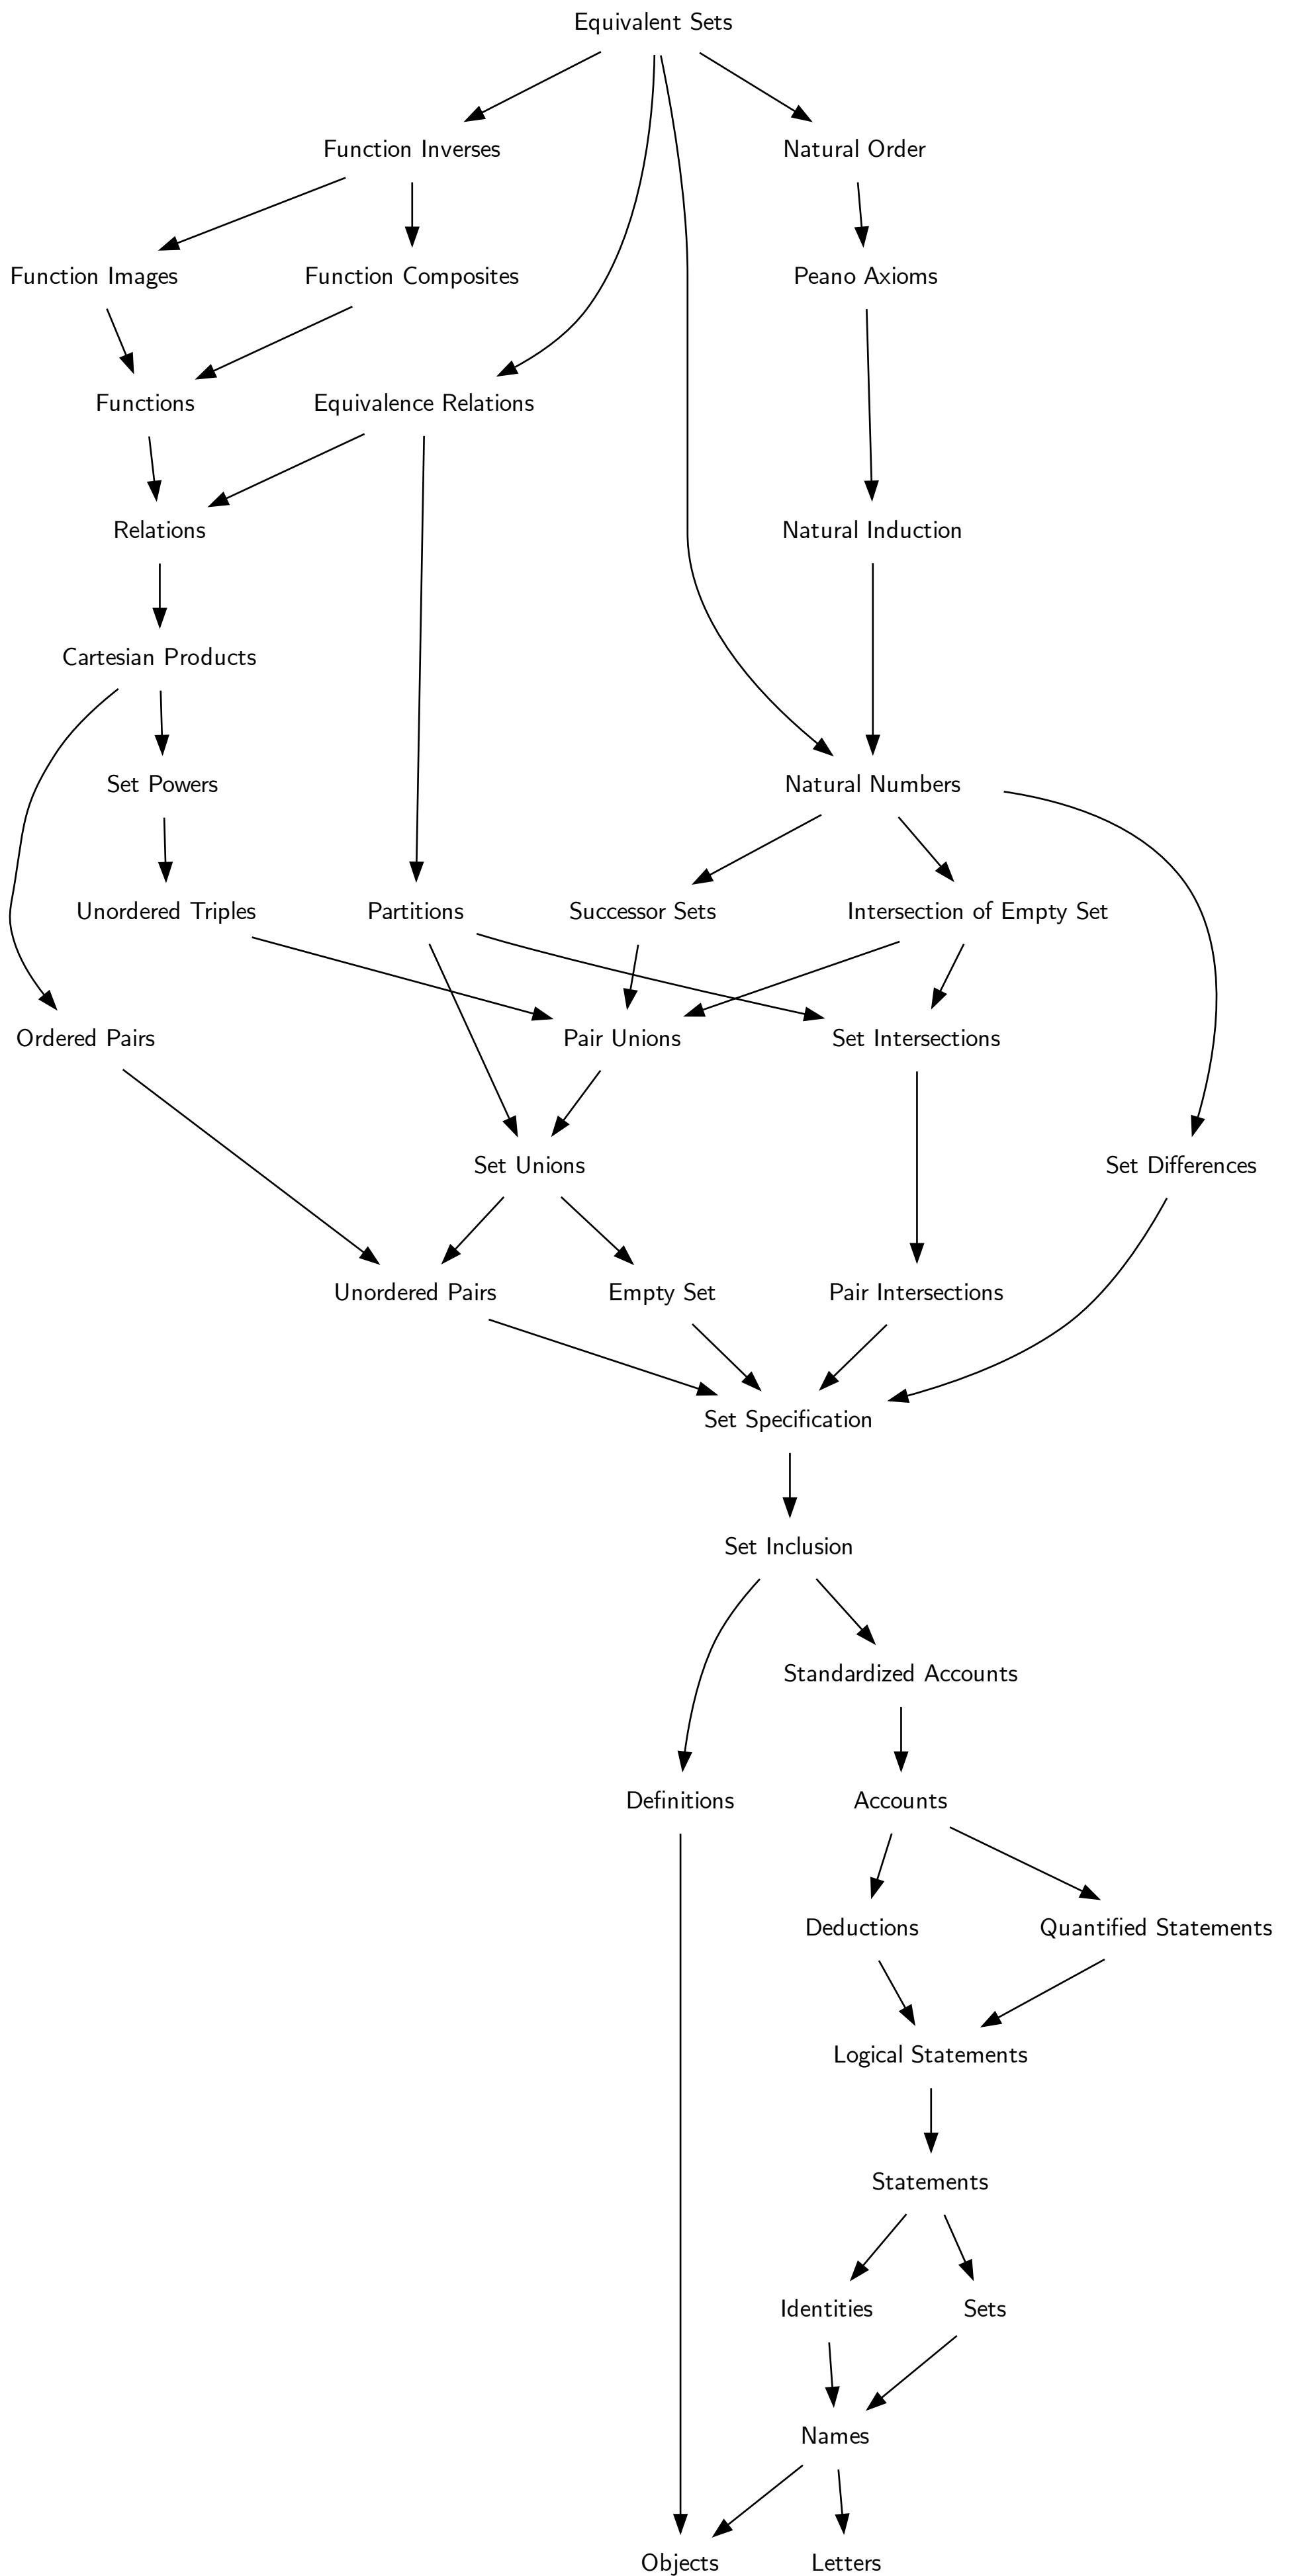 Equivalent Sets
Function Inverses
Natural Order
Function Images
Function Composites
Peano Axioms
Functions
Equivalence Relations
Relations
Natural Induction
Cartesian Products
Set Powers
Natural Numbers
Unordered Triples
Partitions
Successor Sets
Intersection of Empty Set
Ordered Pairs
Pair Unions
Set Intersections
Set Unions
Set Differences
Unordered Pairs
Empty Set
Pair Intersections
Set Specification
Set Inclusion
Standardized Accounts
Definitions
Accounts
Deductions
Quantified Statements
Logical Statements
Statements
Identities
Sets
Names
Objects
Letters